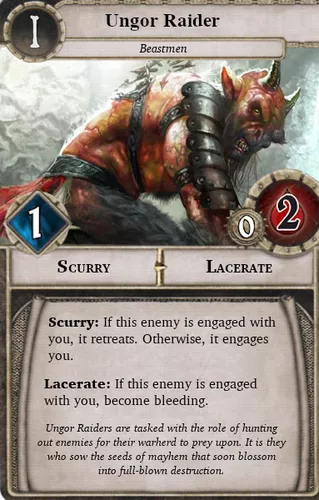 I
Ungor Raider
Beastmen
1
0
2
Scurry
Lacerate
Scurry: If this enemy is engaged with
you, it retreats. Otherwise, it engages
you.
Lacerate: If this enemy is engaged
with you, become bleeding.
Ungor Raiders are tasked with the role of hunting
out enemies for their warherd to prey upon. It is they
who sow the seeds of mayhem that soon blossom
into full-blown destruction.